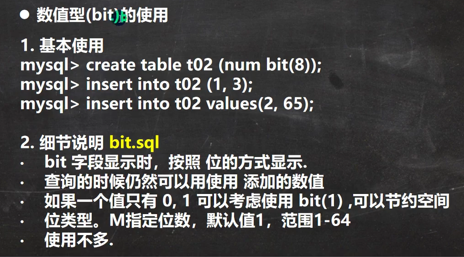 ● 数值型(bit)的使用
1. 基本使用
mysql> create table t02 (num bit(8));
mysql> insert into t02 (1, 3);
mysql> insert into t02 values(2, 65);
2. 细节说明 bit.sql
· bit 字段显示时，按照 位的方式显示.
· 查询的时候仍然可以用使用 添加的数值
· 如果一个值只有 0, 1 可以考虑使用 bit(1) ,可以节约空间
· 位类型。M指定位数，默认值1，范围1-64
· 使用不多.